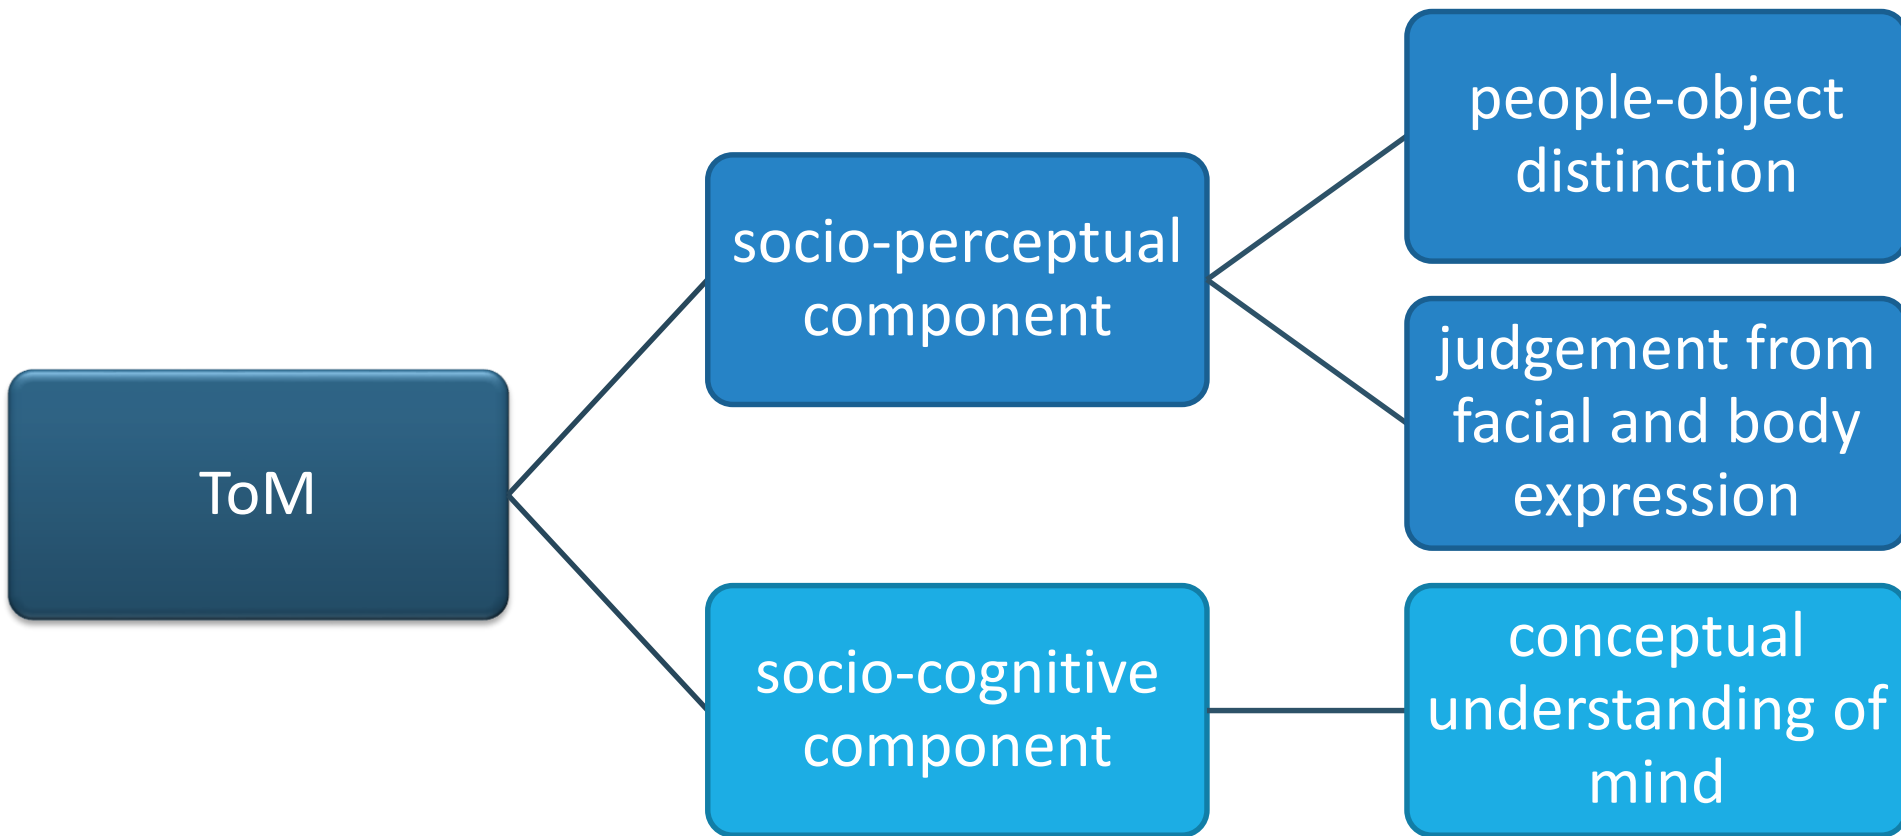 ToM
socio-perceptual
component
socio-cognitive
component
people-object
distinction
judgement from
facial and body
expression
conceptual
understanding of
mind